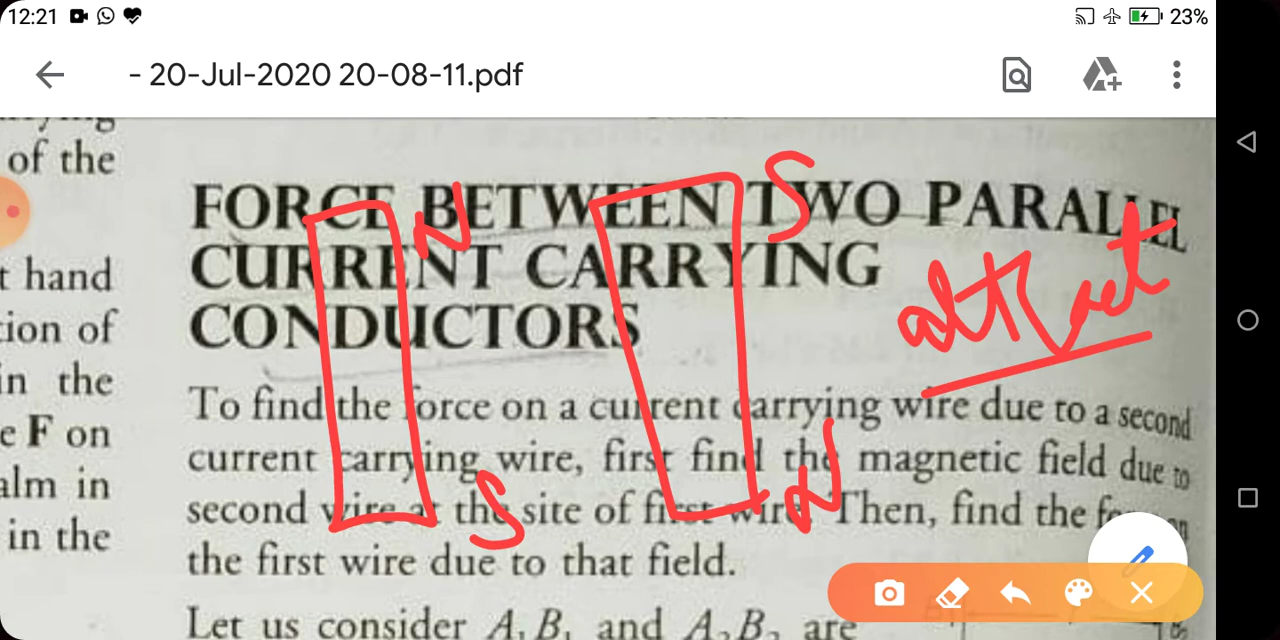 12:21 23%
- 20-Jul-2020 20-08-11.pdf
of the
t hand
tion of
in the
e F on
alm in
in the
FORCE BETWEEN TWO PARALLEL
CURRENT CARRYING
CONDUCTORS
N
S
attract
To find the force on a current carrying wire due to a second
current carrying wire, first find the magnetic field due to
second wire at the site of first wire. Then, find the
the first wire due to that field.
S
N
Let us consider A₁B₁ and A₂B₂ are